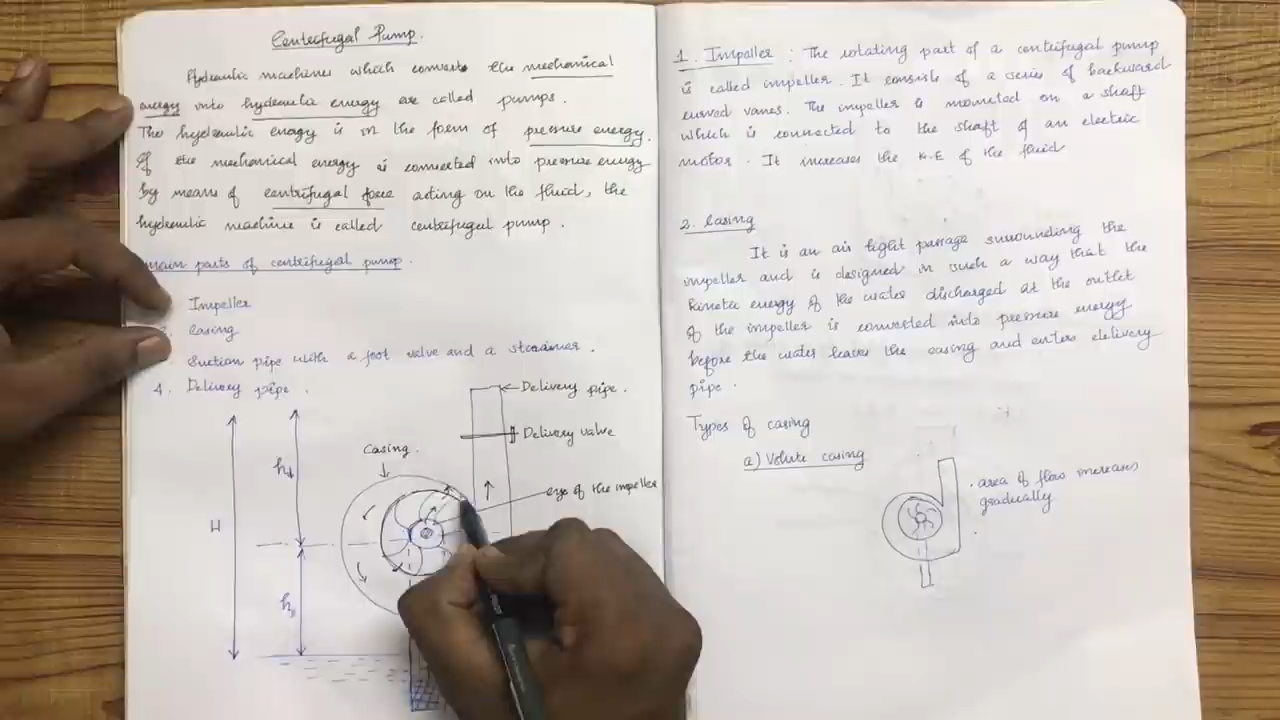 Centrifugal Pump.
Hydraulic machines which converts the mechanical
energy into hydraulic energy are called pumps.
The hydraulic energy is in the form of pressure energy.
If the mechanical energy is converted into pressure energy
by means of centrifugal force acting on the fluid, the
hydraulic machine is called centrifugal pump.
main parts of centrifugal pump.
Impeller
2. Casing
Suction pipe with a foot valve and a strainer.
4. Delivery pipe.
Delivery pipe.
Delivery valve
Casing.
eye of the impeller
H
1. Impeller : The rotating part of a centrifugal pump
is called impeller. It consists of a series of backward
curved vanes. The impeller is mounted on a shaft
which is connected to the shaft of an electric
motor. It increases the K.E of the fluid
2. Casing
It is an air tight passage surrounding the
impeller and is designed in such a way that the
kinetic energy of the water discharged at the outlet
of the impeller is converted into pressure energy
before the water leaves the casing and enters delivery
pipe.
Types of casing
a) Volute casing
. area of flow increases
gradually